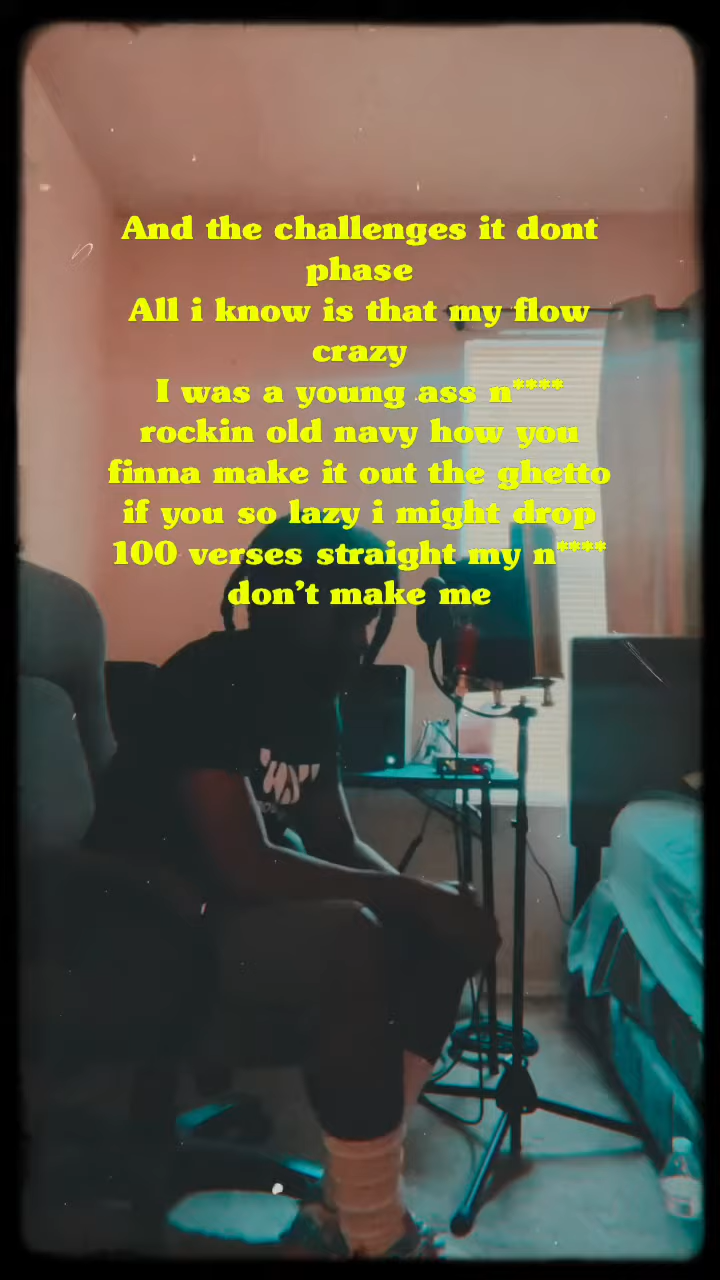 And the challenges it dont
phase
All i know is that my flow
crazy
I was a young ass n****
rockin old navy how you
finna make it out the ghetto
if you so lazy i might drop
100 verses straight my n****
don't make me